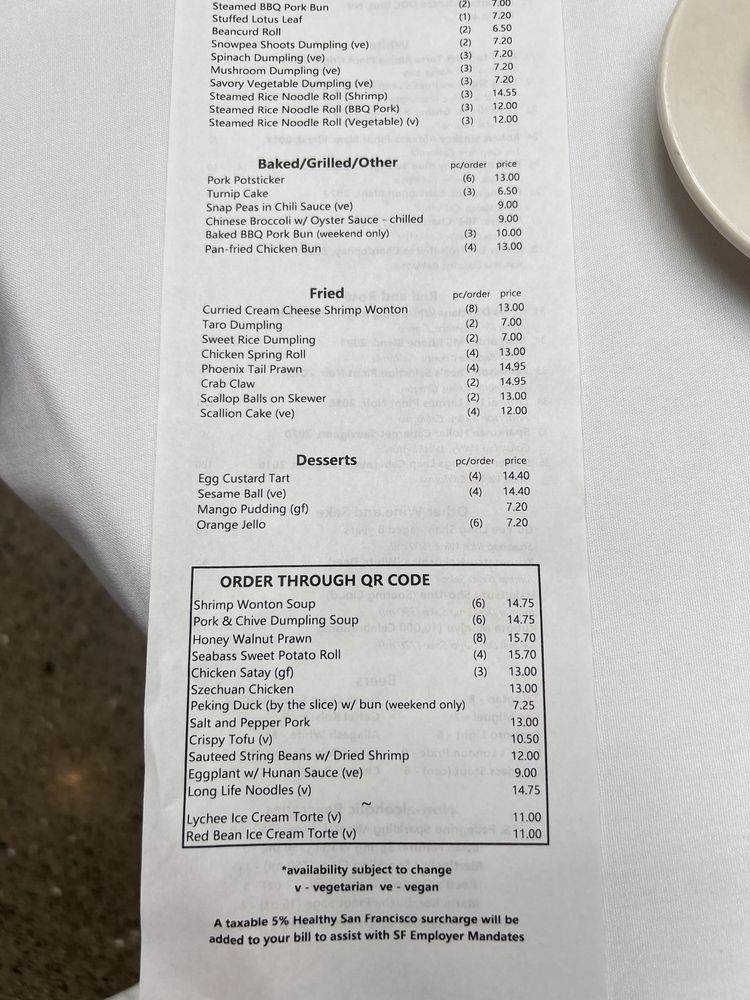 Steamed BBQ Pork Bun (2) 7.00
Stuffed Lotus Leaf (1) 7.20
Beancurd Roll (2) 6.50
Snowpea Shoots Dumpling (ve) (2) 7.20
Spinach Dumpling (ve) (3) 7.20
Mushroom Dumpling (ve) (3) 7.20
Savory Vegetable Dumpling (ve) (3) 7.20
Steamed Rice Noodle Roll (Shrimp) (3) 14.55
Steamed Rice Noodle Roll (BBQ Pork) (3) 12.00
Steamed Rice Noodle Roll (Vegetable) (v) (3) 12.00
Baked/Grilled/Other pc/order price
Pork Potsticker (6) 13.00
Turnip Cake (3) 6.50
Snap Peas in Chili Sauce (ve) 9.00
Chinese Broccoli w/ Oyster Sauce - chilled 9.00
Baked BBQ Pork Bun (weekend only) (3) 10.00
Pan-fried Chicken Bun (4) 13.00
Fried pc/order price
Curried Cream Cheese Shrimp Wonton (8) 13.00
Taro Dumpling (2) 7.00
Sweet Rice Dumpling (2) 7.00
Chicken Spring Roll (4) 13.00
Phoenix Tail Prawn (4) 14.95
Crab Claw (2) 14.95
Scallop Balls on Skewer (2) 13.00
Scallion Cake (ve) (4) 12.00
Desserts pc/order price
Egg Custard Tart (4) 14.40
Sesame Ball (ve) (4) 14.40
Mango Pudding (gf) 7.20
Orange Jello (6) 7.20
ORDER THROUGH QR CODE
Shrimp Wonton Soup (6) 14.75
Pork & Chive Dumpling Soup (6) 14.75
Honey Walnut Prawn (8) 15.70
Seabass Sweet Potato Roll (4) 15.70
Chicken Satay (gf) (3) 13.00
Szechuan Chicken 13.00
Peking Duck (by the slice) w/ bun (weekend only) 7.25
Salt and Pepper Pork 13.00
Crispy Tofu (v) 10.50
Sauteed String Beans w/ Dried Shrimp 12.00
Eggplant w/ Hunan Sauce (ve) 9.00
Long Life Noodles (v) 14.75
~
Lychee Ice Cream Torte (v) 11.00
Red Bean Ice Cream Torte (v) 11.00
*availability subject to change
v - vegetarian ve - vegan
A taxable 5% Healthy San Francisco surcharge will be
added to your bill to assist with SF Employer Mandates